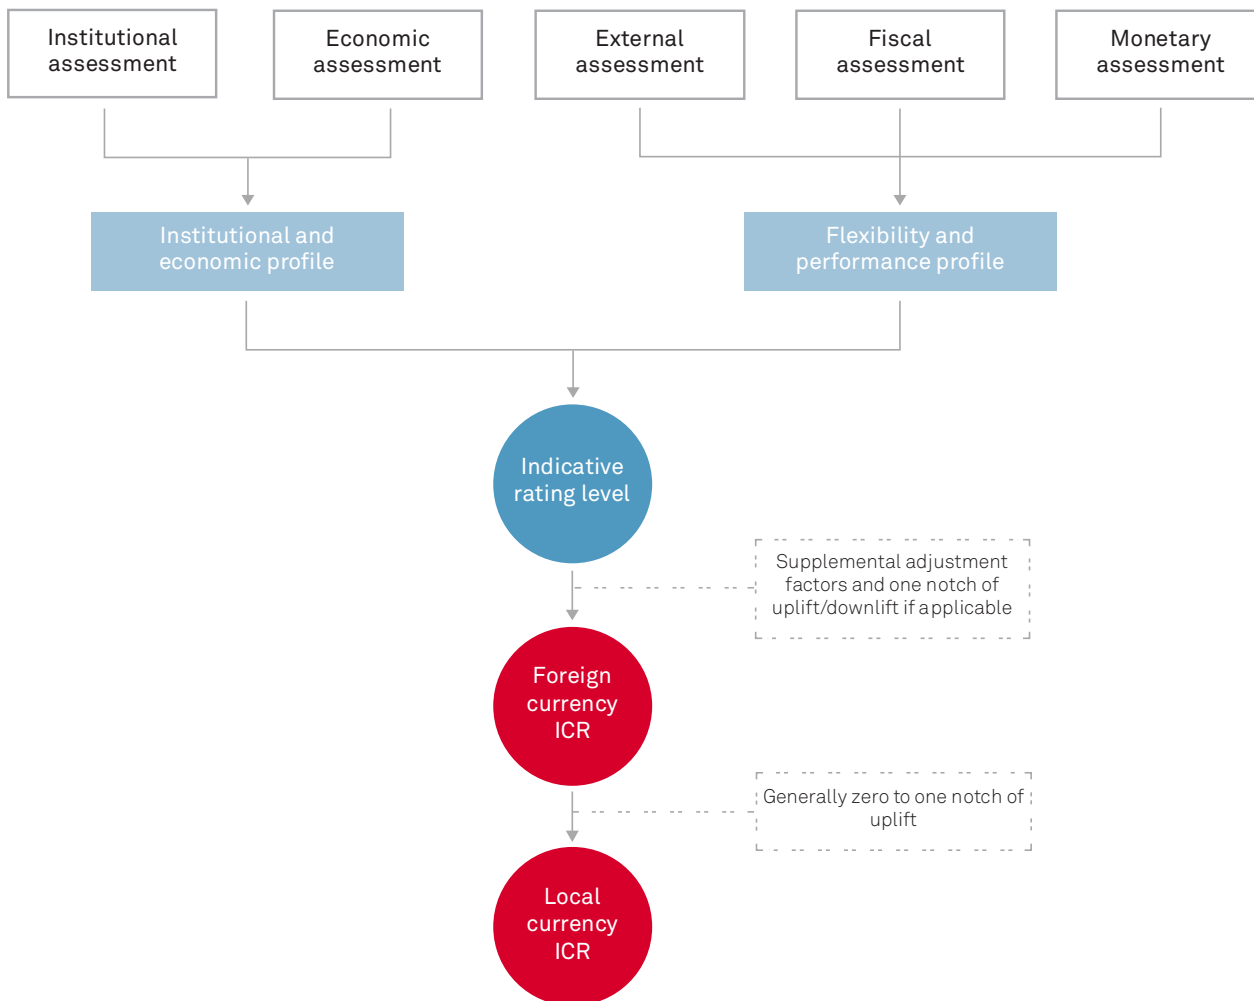 Institutional
assessment
Economic
assessment
External
assessment
Fiscal
assessment
Monetary
assessment
Institutional and
economic profile
Flexibility and
performance profile
Indicative
rating level
Supplemental adjustment
factors and one notch of
uplift/downlift if applicable
Foreign
currency
ICR
Generally zero to one notch of
uplift
Local
currency
ICR